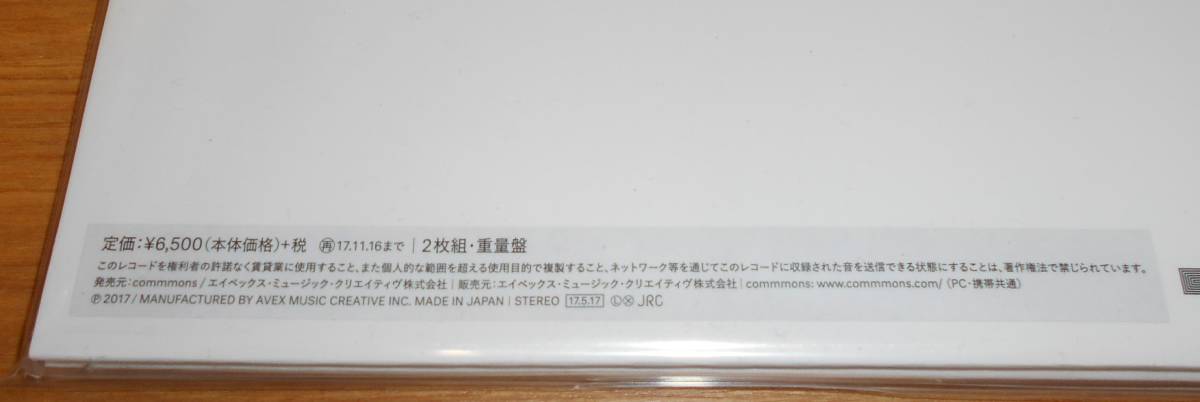 定価:¥6,500(本体価格)+税 再17.11.16まで | 2枚組・重量盤
このレコードを権利者の許諾なく賃貸業に使用すること、また個人的な範囲を超える使用目的で複製すること、ネットワーク等を通じてこのレコードに収録された音を送信できる状態にすることは、著作権法で禁じられています。
発売元:commmons / エイベックス・ミュージック・クリエイティヴ株式会社 | 販売元:エイベックス・ミュージック・クリエイティヴ株式会社 | commmons: www.commmons.com/ (PC・携帯共通)
℗ 2017 / MANUFACTURED BY AVEX MUSIC CREATIVE INC. MADE IN JAPAN | STEREO 17.5.17 Ⓛ Ⓧ JRC